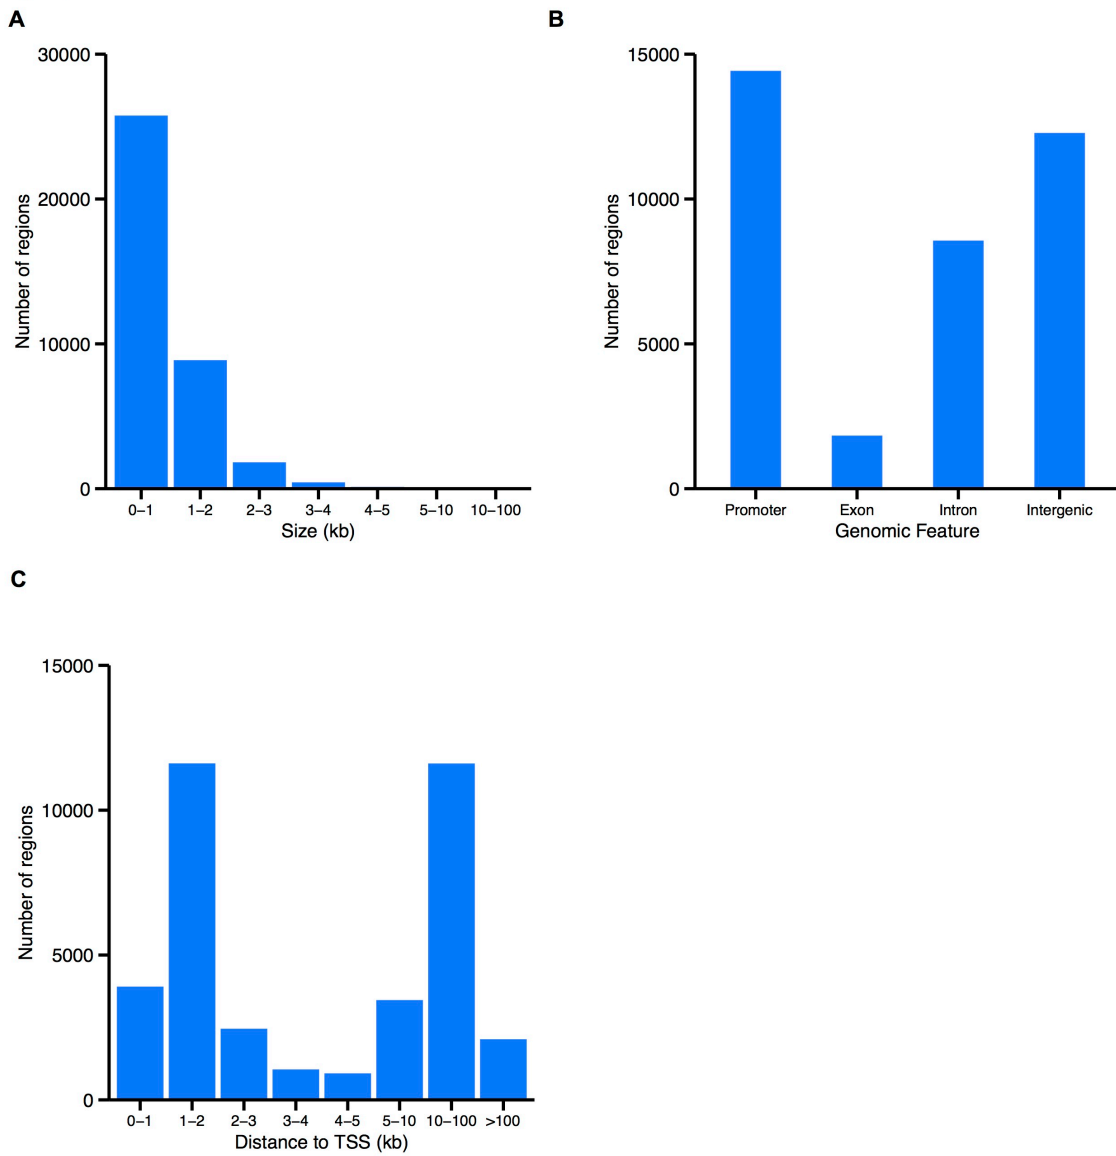 A
30000
20000
10000
0
Number of regions
0–1 1–2 2–3 3–4 4–5 5–10 10–100
Size (kb)
B
15000
10000
5000
0
Number of regions
Promoter Exon Intron Intergenic
Genomic Feature
C
15000
10000
5000
0
Number of regions
0–1 1–2 2–3 3–4 4–5 5–10 10–100 >100
Distance to TSS (kb)